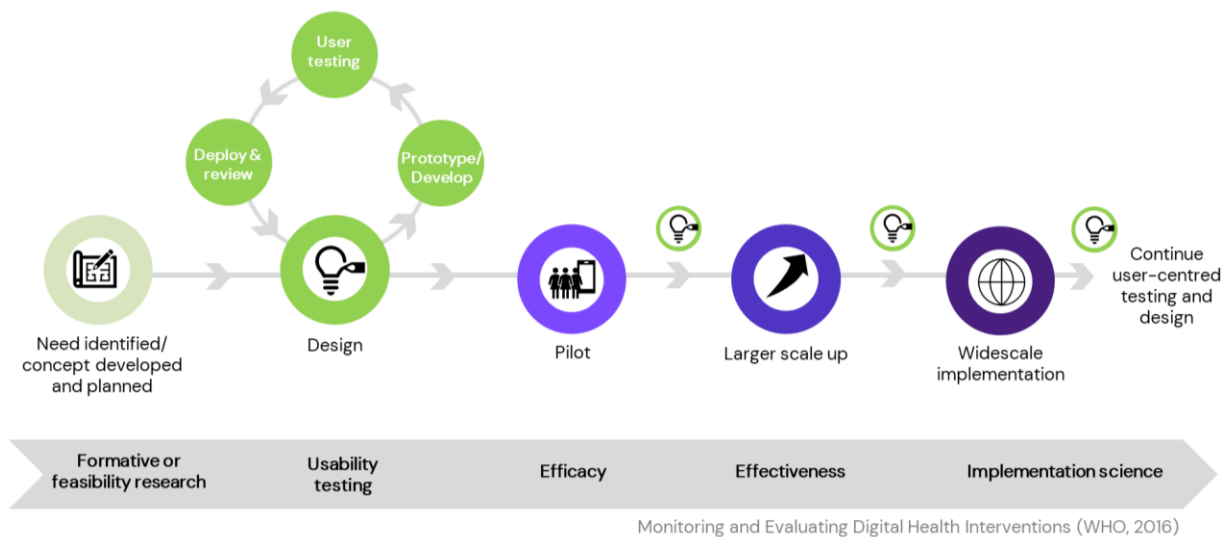 User
testing
Deploy &
review
Prototype/
Develop
Need identified/
concept developed
and planned
Design
Pilot
Larger scale up
Widescale
implementation
Continue
user-centred
testing and
design
Formative or
feasibility research
Usability
testing
Efficacy
Effectiveness
Implementation science
Monitoring and Evaluating Digital Health Interventions (WHO, 2016)